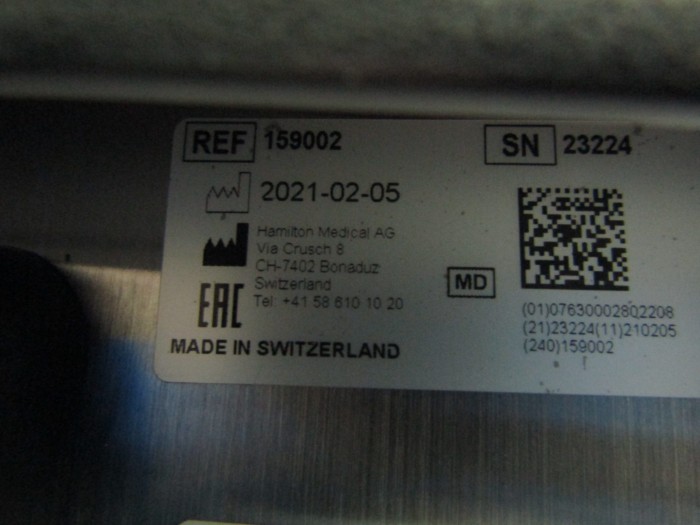 REF 159002 SN 23224
2021-02-05
Hamilton Medical AG
Via Crusch 8
CH-7402 Bonaduz
Switzerland
Tel: +41 58 610 10 20
MD
EAC
MADE IN SWITZERLAND
(01)07630002802208
(21)23224(11)210205
(240)159002